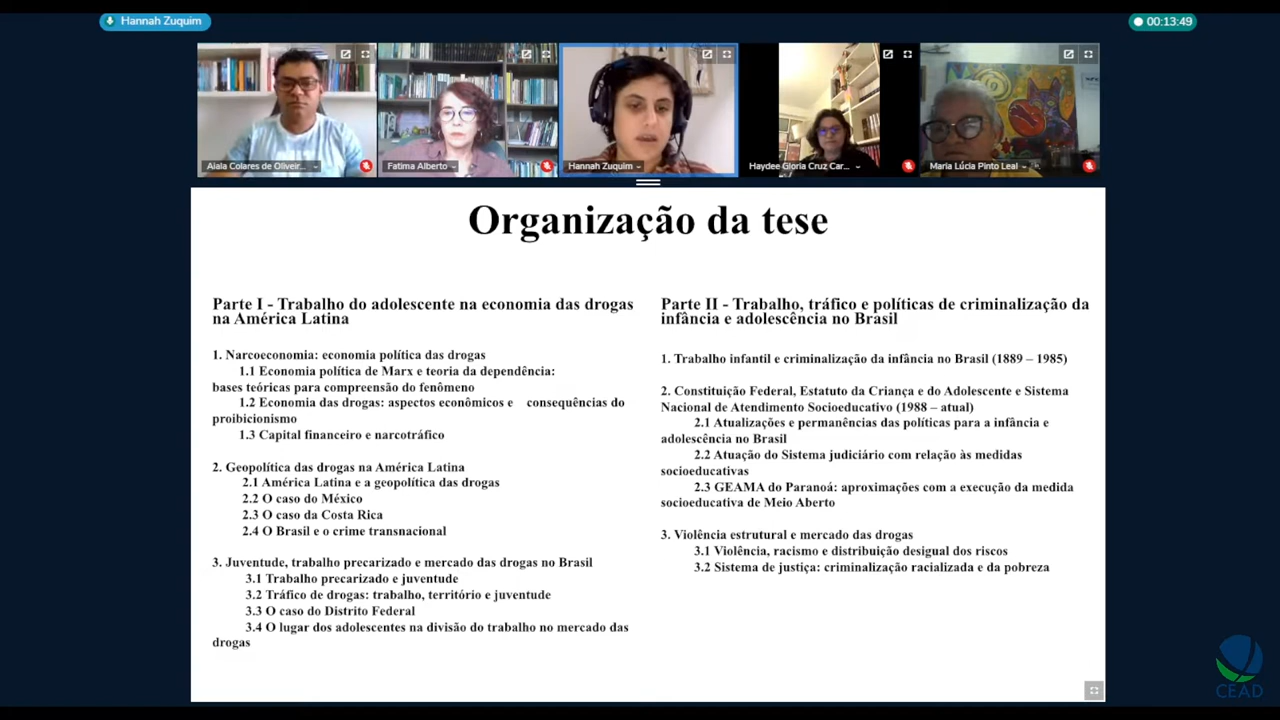 Hannah Zuquim
00:13:49
Aiala Colares de Oliveir...
Fatima Alberto
Hannah Zuquim
Haydee Gloria Cruz Car...
Maria Lúcia Pinto Leal
Organização da tese
Parte I - Trabalho do adolescente na economia das drogas
na América Latina
1. Narcoeconomia: economia política das drogas
1.1 Economia política de Marx e teoria da dependência:
bases teóricas para compreensão do fenômeno
1.2 Economia das drogas: aspectos econômicos e consequências do
proibicionismo
1.3 Capital financeiro e narcotráfico
2. Geopolítica das drogas na América Latina
2.1 América Latina e a geopolítica das drogas
2.2 O caso do México
2.3 O caso da Costa Rica
2.4 O Brasil e o crime transnacional
3. Juventude, trabalho precarizado e mercado das drogas no Brasil
3.1 Trabalho precarizado e juventude
3.2 Tráfico de drogas: trabalho, território e juventude
3.3 O caso do Distrito Federal
3.4 O lugar dos adolescentes na divisão do trabalho no mercado das
drogas
Parte II - Trabalho, tráfico e políticas de criminalização da
infância e adolescência no Brasil
1. Trabalho infantil e criminalização da infância no Brasil (1889 – 1985)
2. Constituição Federal, Estatuto da Criança e do Adolescente e Sistema
Nacional de Atendimento Socioeducativo (1988 – atual)
2.1 Atualizações e permanências das políticas para a infância e
adolescência no Brasil
2.2 Atuação do Sistema judiciário com relação às medidas
socioeducativas
2.3 GEAMA do Paranoá: aproximações com a execução da medida
socioeducativa de Meio Aberto
3. Violência estrutural e mercado das drogas
3.1 Violência, racismo e distribuição desigual dos riscos
3.2 Sistema de justiça: criminalização racializada e da pobreza
CEAD